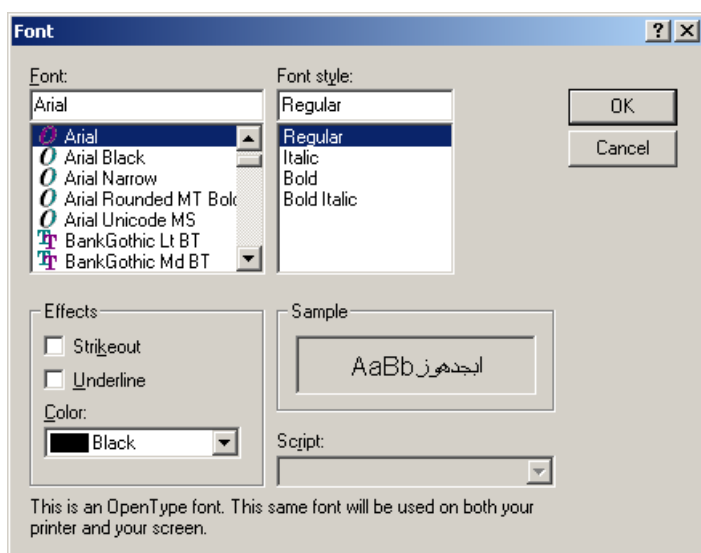 Font
Font:
Arial
Arial
Arial Black
Arial Narrow
Arial Rounded MT Bold
Arial Unicode MS
BankGothic Lt BT
BankGothic Md BT
Font style:
Regular
Regular
Italic
Bold
Bold Italic
OK
Cancel
Effects
Strikeout
Underline
Color:
Black
Sample
AaBbابجدهوز
Script:
This is an OpenType font. This same font will be used on both your
printer and your screen.